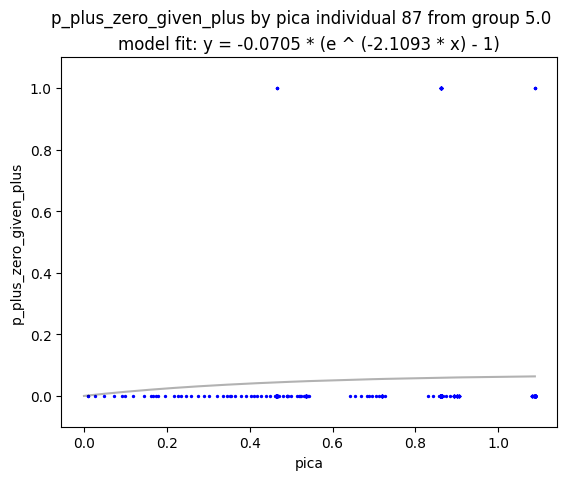 p_plus_zero_given_plus by pica individual 87 from group 5.0
model fit: y = -0.0705 * (e ^ (-2.1093 * x) - 1)
p_plus_zero_given_plus
1.0
0.8
0.6
0.4
0.2
0.0
0.0 0.2 0.4 0.6 0.8 1.0
pica